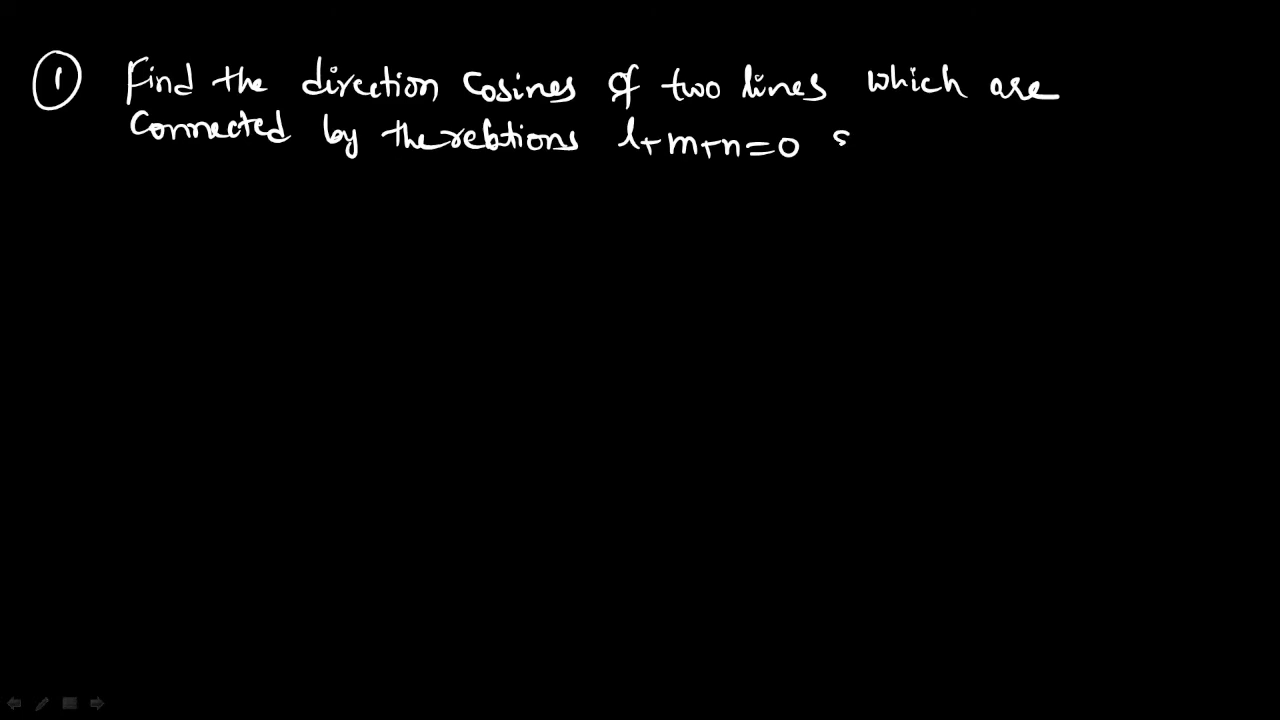 ① Find the direction cosines of two lines which are
connected by the relations l+m+n=0